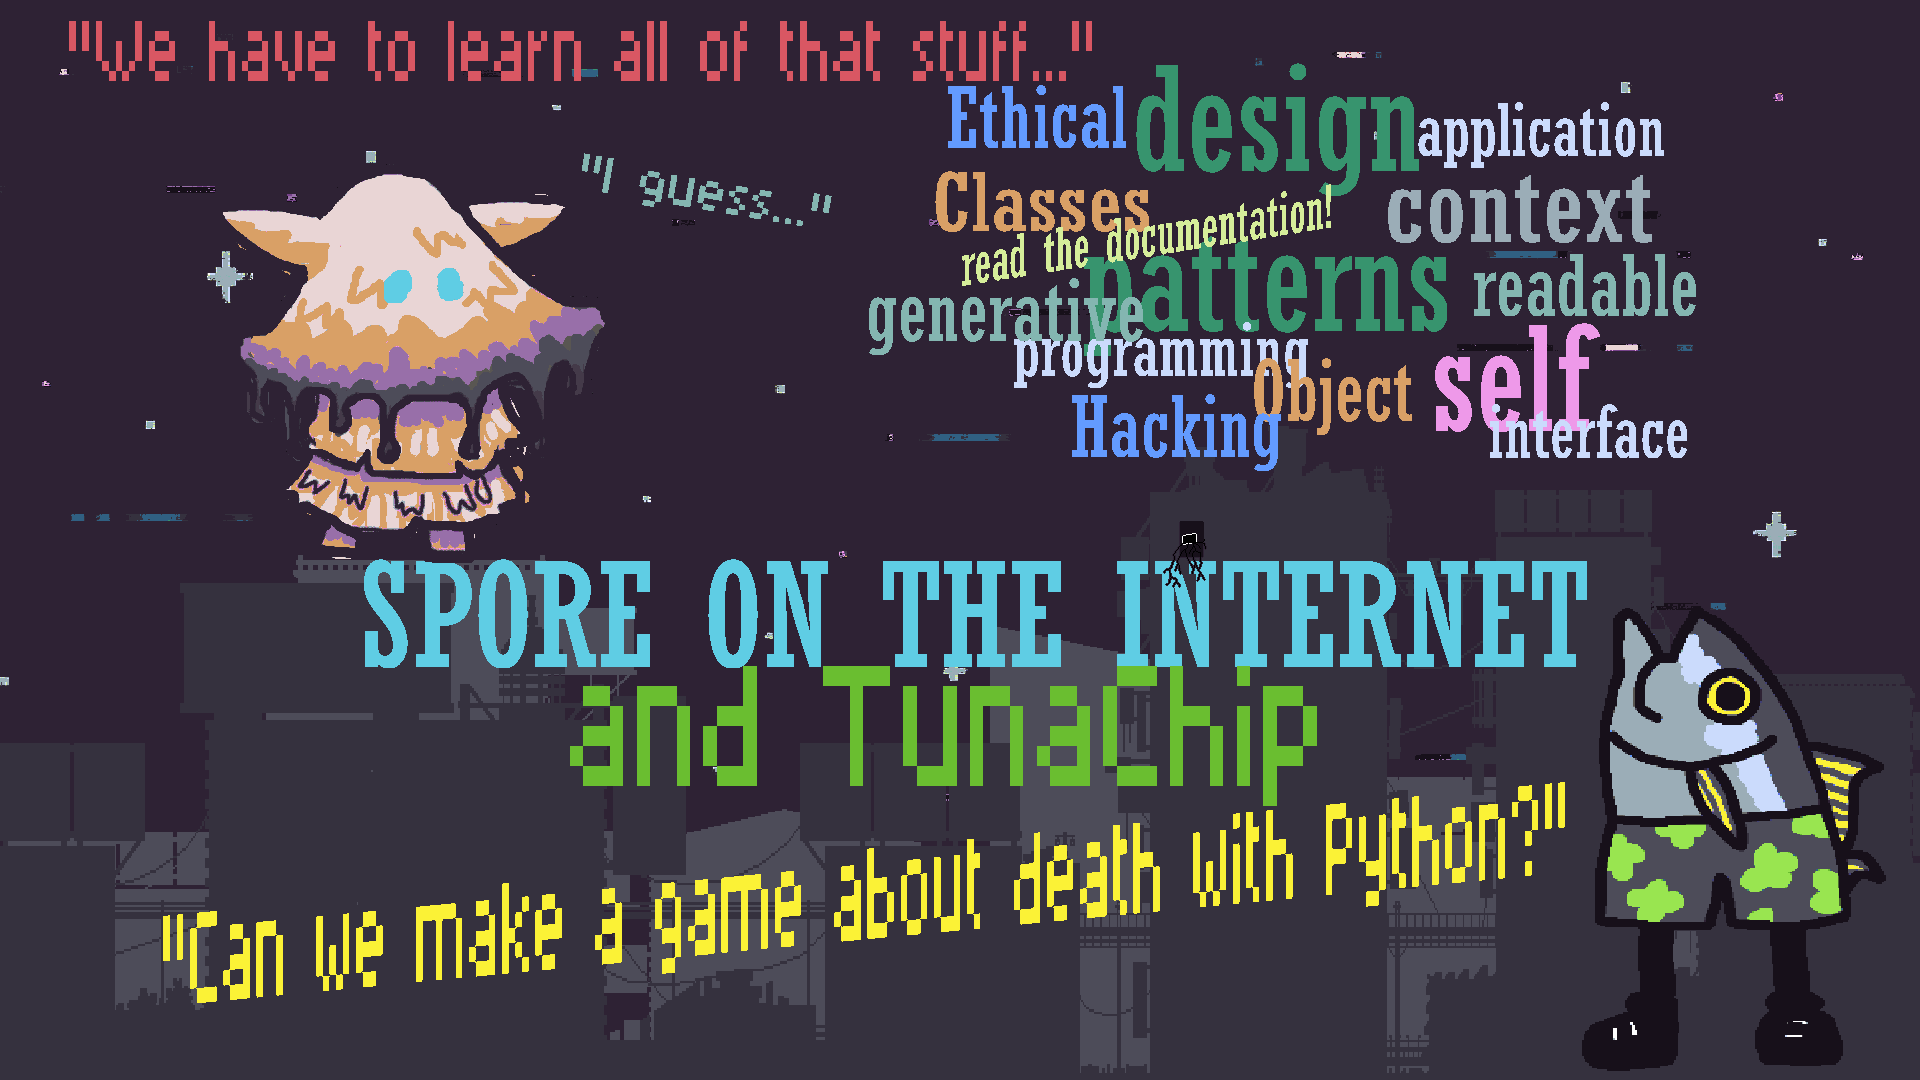 "We have to learn all of that stuff..."
"I guess..."
Ethical design application
Classes context
read the documentation!
generative patterns readable
programming
Object self
Hacking interface
SPORE ON THE INTERNET
and TunaChip
"Can we make a game about death with Python?"